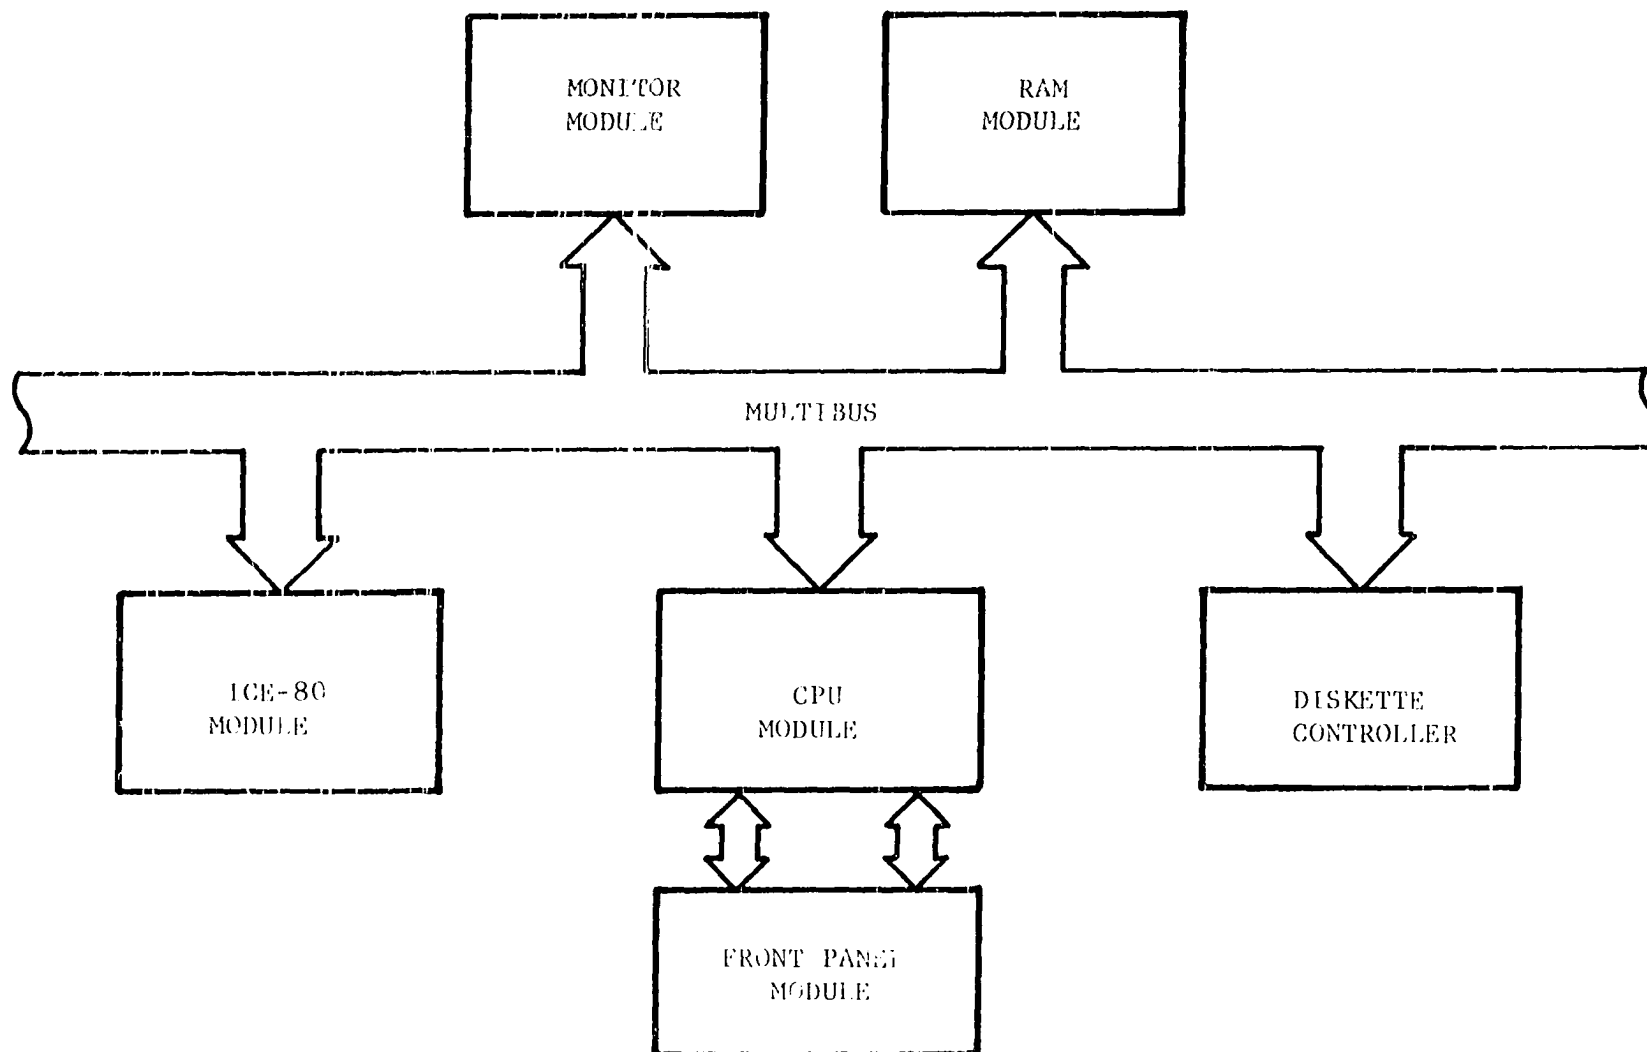 MONITOR
MODULE
RAM
MODULE
MULTIBUS
ICE-80
MODULE
CPU
MODULE
DISKETTE
CONTROLLER
FRONT PANEL
MODULE